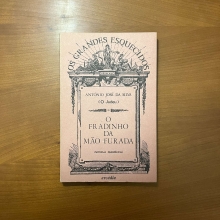 OS GRANDES ESQUECIDOS
ANTÓNIO JOSÉ DA SILVA
(O Judeu)
O
FRADINHO
DA
MÃO FURADA